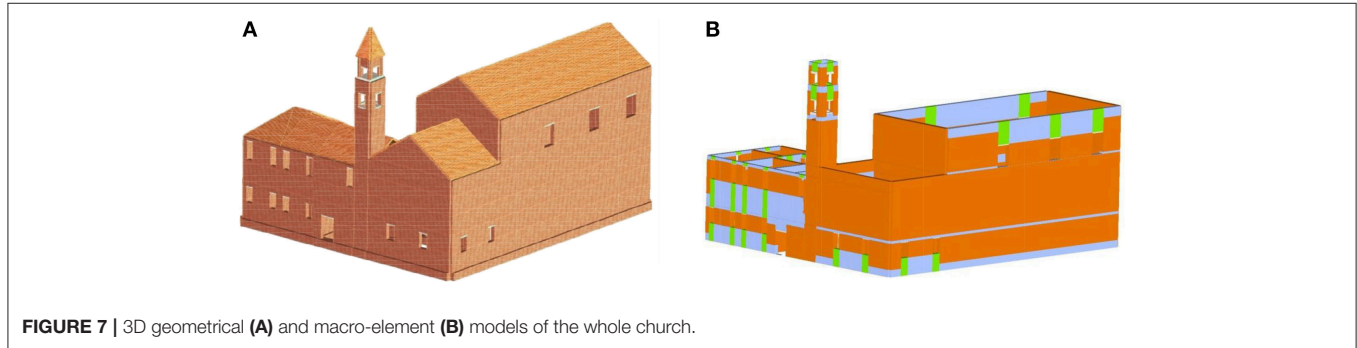 A
B
FIGURE 7 | 3D geometrical (A) and macro-element (B) models of the whole church.